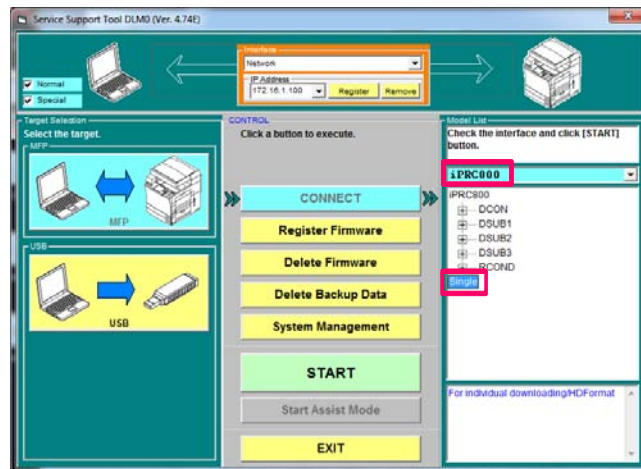 Service Support Tool DLM0 (Ver. 4.74E)
Normal
Special
Interface
Network
IP Address
172.16.1.100
Register
Remove
Target Selection
Select the target.
MFP
MFP
USB
USB
CONTROL
Click a button to execute.
CONNECT
Register Firmware
Delete Firmware
Delete Backup Data
System Management
START
Start Assist Mode
EXIT
Model List
Check the interface and click [START]
button.
iPRC800
iPRC800
DCON
DSUB1
DSUB2
DSUB3
RCOND
Single
For individual downloading/HDFormat